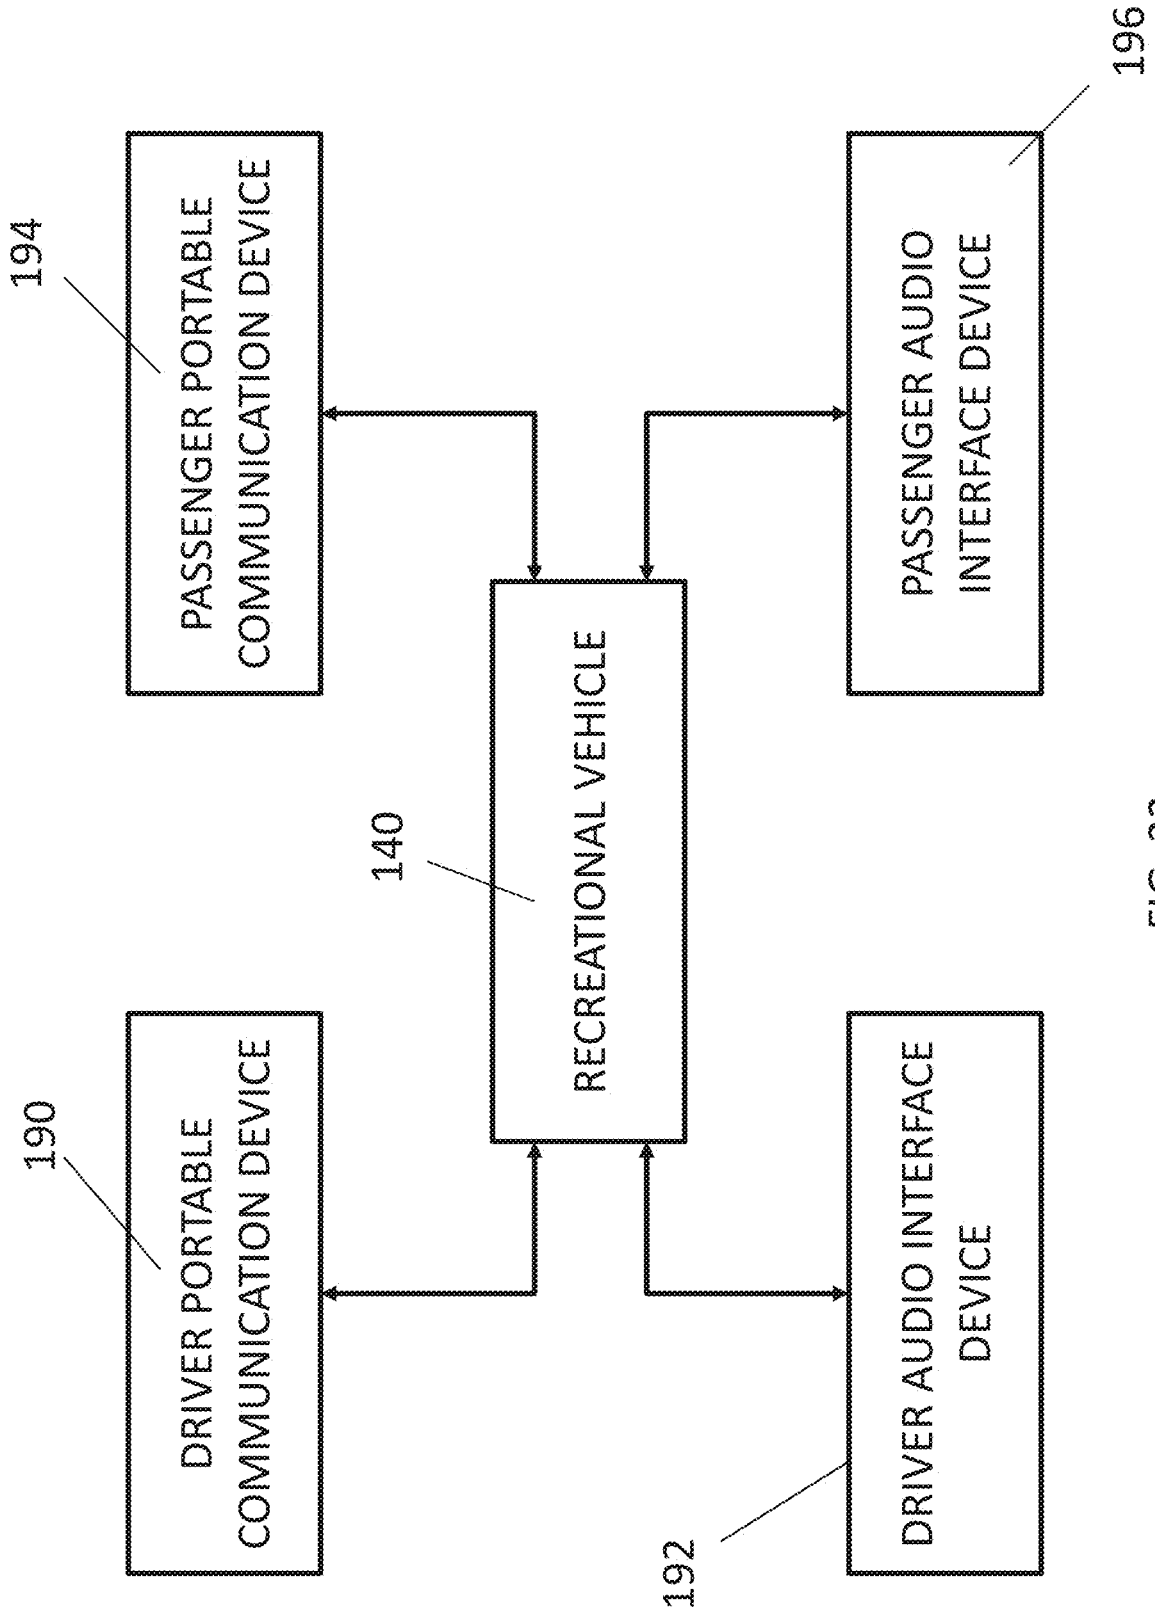 190
DRIVER PORTABLE
COMMUNICATION DEVICE
194
PASSENGER PORTABLE
COMMUNICATION DEVICE
140
RECREATIONAL VEHICLE
192
DRIVER AUDIO INTERFACE
DEVICE
PASSENGER AUDIO
INTERFACE DEVICE
196
FIG.